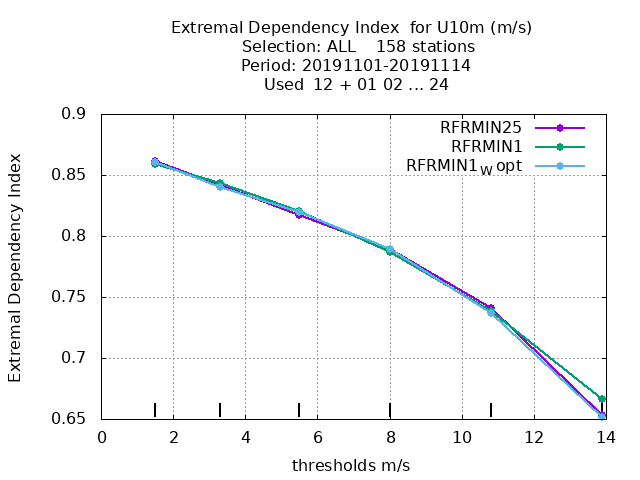 Extremal Dependency Index  for U10m (m/s)
Selection: ALL    158 stations
Period: 20191101-20191114
Used  12 + 01 02 ... 24
RFRMIN25
RFRMIN1
RFRMIN1W opt
Extremal Dependency Index
0.9
0.85
0.8
0.75
0.7
0.65
0 2 4 6 8 10 12 14
thresholds m/s